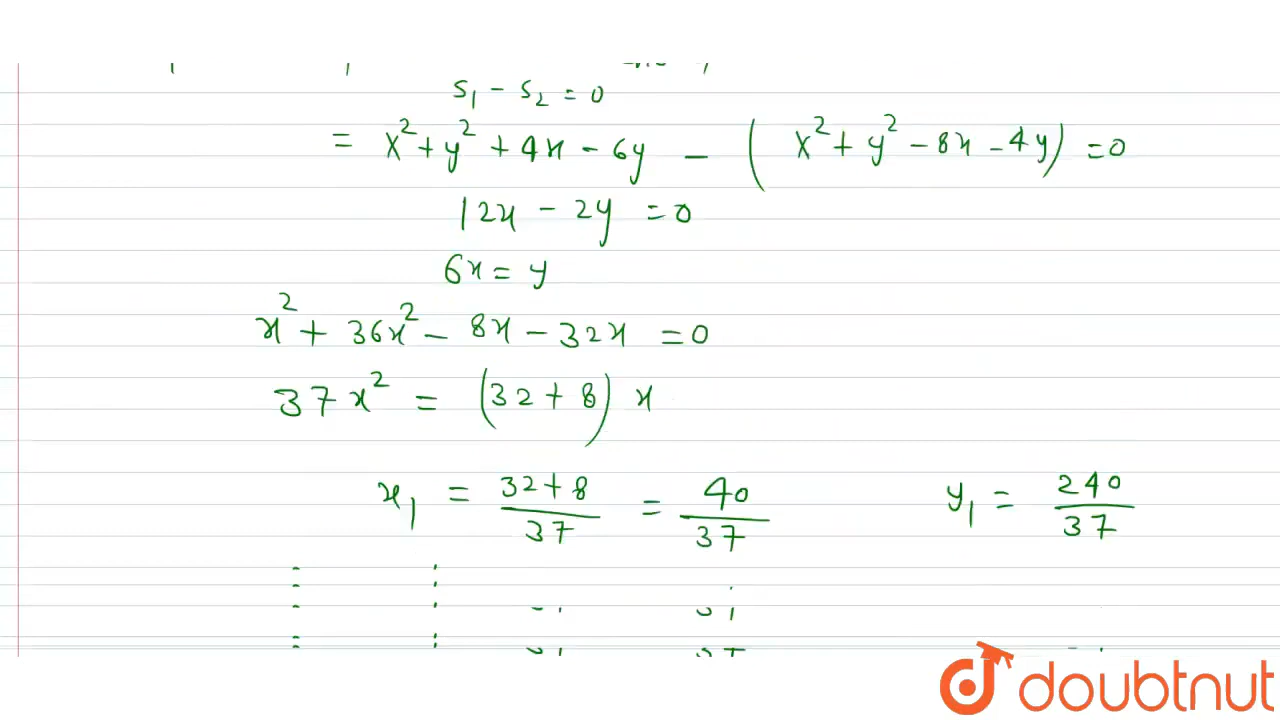 S₁ - S₂ = 0
= x² + y² + 4x - 6y - (x² + y² - 8x - 4y) = 0
12x - 2y = 0
6x = y
x² + 36x² - 8x - 32x = 0
37x² = (32 + 8) x
x₁ = 32+8/37 = 40/37 y₁ = 240/37
doubtnut